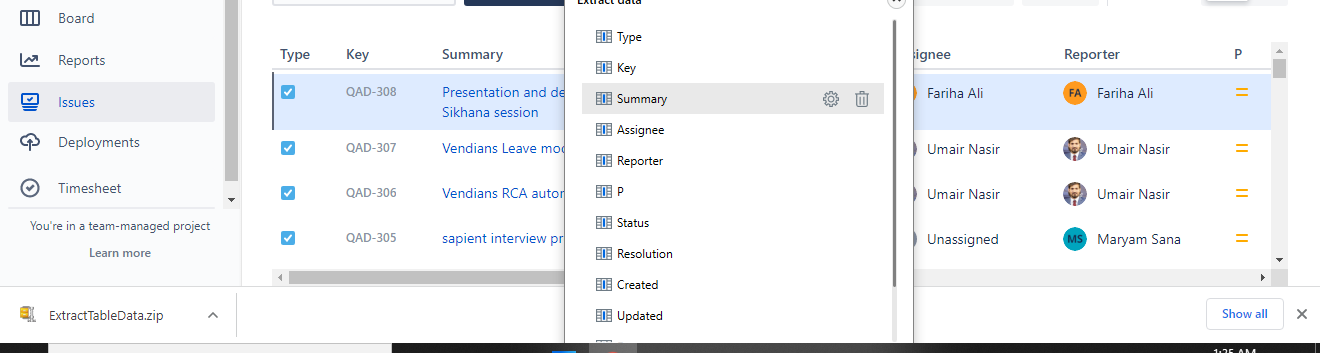 Board
Reports
Issues
Deployments
Timesheet
You're in a team-managed project
Learn more
Type Key Summary
QAD-308 Presentation and de
Sikhana session
QAD-307 Vendians Leave moc
QAD-306 Vendians RCA autor
QAD-305 sapient interview pr
Extract data
Type
Key
Summary
Assignee
Reporter
P
Status
Resolution
Created
Updated
ignee Reporter P
Fariha Ali FA Fariha Ali
Umair Nasir Umair Nasir
Umair Nasir Umair Nasir
Unassigned MS Maryam Sana
ExtractTableData.zip
Show all
1:25 AM